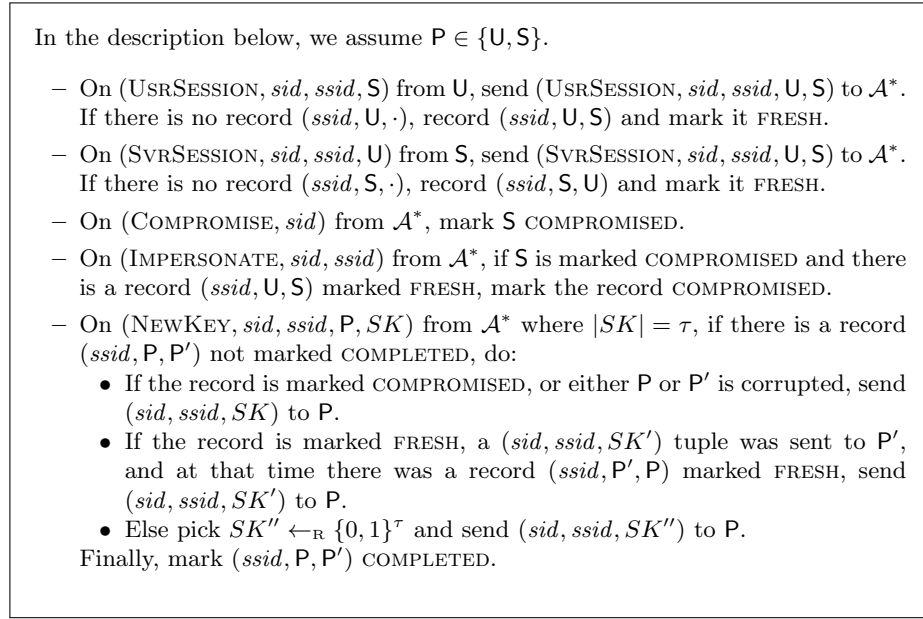 In the description below, we assume P ∈ {U, S}.
– On (UsrSession, sid, ssid, S) from U, send (UsrSession, sid, ssid, U, S) to 𝒜*.
If there is no record (ssid, U, ·), record (ssid, U, S) and mark it FRESH.
– On (SvrSession, sid, ssid, U) from S, send (SvrSession, sid, ssid, U, S) to 𝒜*.
If there is no record (ssid, S, ·), record (ssid, S, U) and mark it FRESH.
– On (Compromise, sid) from 𝒜*, mark S COMPROMISED.
– On (Impersonate, sid, ssid) from 𝒜*, if S is marked COMPROMISED and there
is a record (ssid, U, S) marked FRESH, mark the record COMPROMISED.
– On (NewKey, sid, ssid, P, SK) from 𝒜* where |SK| = τ, if there is a record
(ssid, P, P′) not marked COMPLETED, do:
• If the record is marked COMPROMISED, or either P or P′ is corrupted, send
(sid, ssid, SK) to P.
• If the record is marked FRESH, a (sid, ssid, SK′) tuple was sent to P′,
and at that time there was a record (ssid, P′, P) marked FRESH, send
(sid, ssid, SK′) to P.
• Else pick SK″ ←R {0, 1}^τ and send (sid, ssid, SK″) to P.
Finally, mark (ssid, P, P′) COMPLETED.